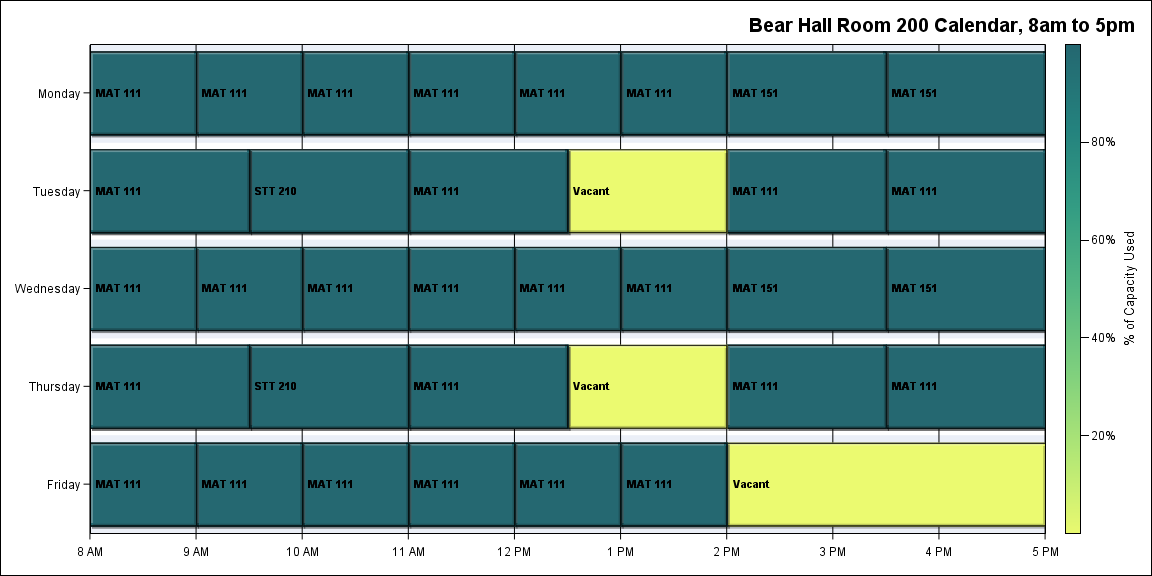 Bear Hall Room 200 Calendar, 8am to 5pm
Monday
MAT 111 MAT 111 MAT 111 MAT 111 MAT 111 MAT 111 MAT 151 MAT 151
Tuesday
MAT 111 STT 210 MAT 111 Vacant MAT 111 MAT 111
Wednesday
MAT 111 MAT 111 MAT 111 MAT 111 MAT 111 MAT 111 MAT 151 MAT 151
Thursday
MAT 111 STT 210 MAT 111 Vacant MAT 111 MAT 111
Friday
MAT 111 MAT 111 MAT 111 MAT 111 MAT 111 MAT 111 Vacant
8 AM 9 AM 10 AM 11 AM 12 PM 1 PM 2 PM 3 PM 4 PM 5 PM
80%
60%
40%
20%
% of Capacity Used